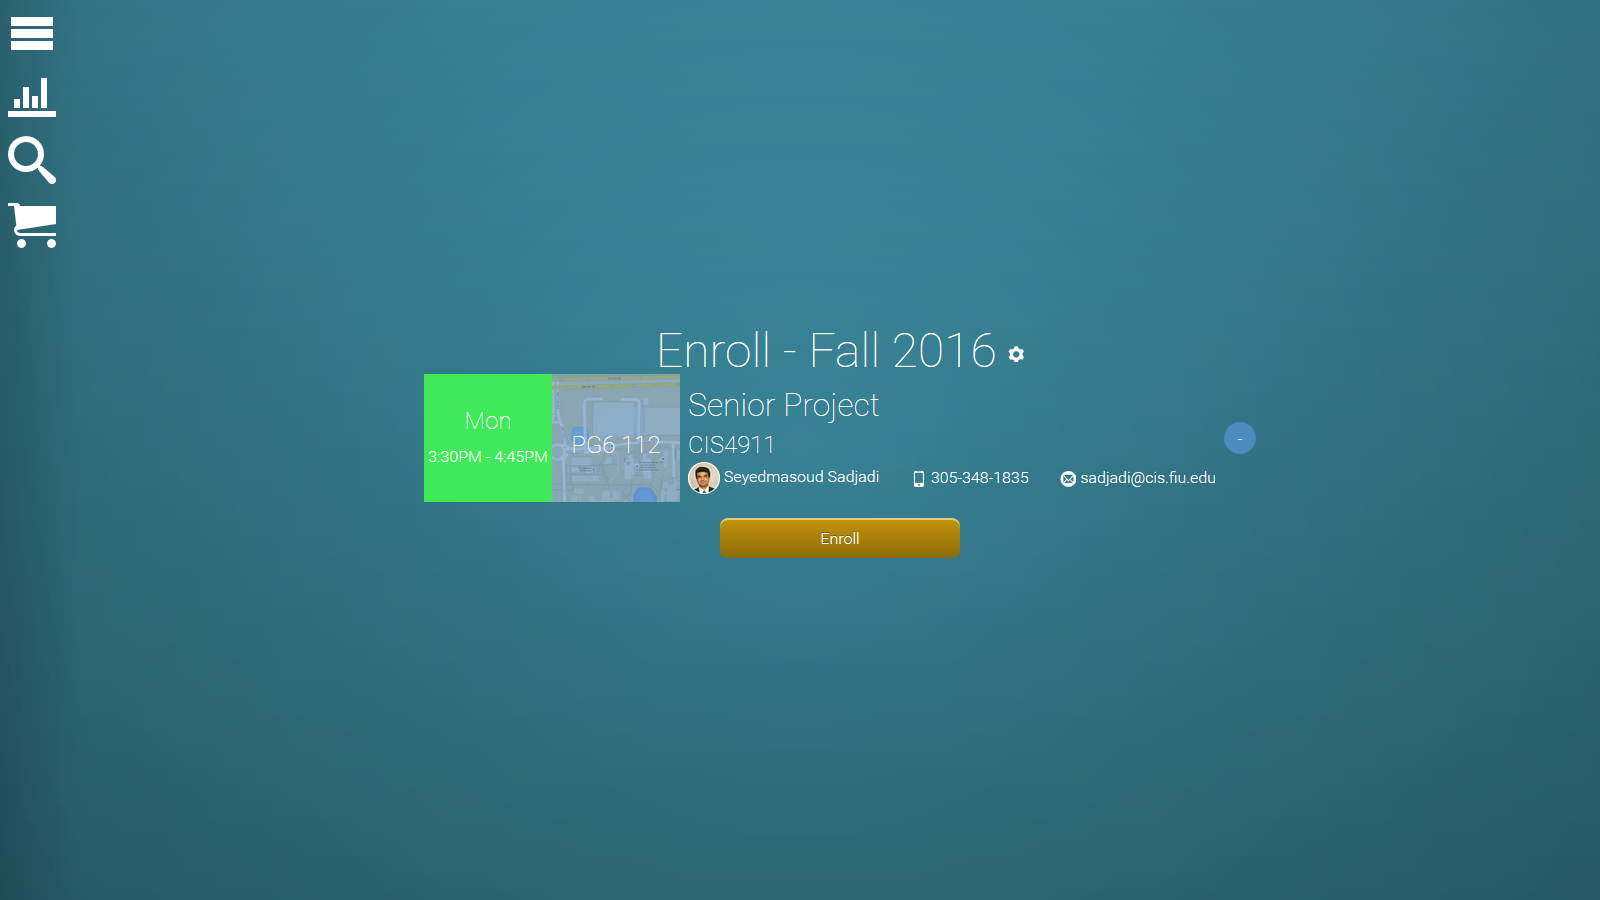 Enroll - Fall 2016
Mon
3:30PM - 4:45PM
PG6 112
Senior Project
CIS4911
Seyedmasoud Sadjadi
305-348-1835
sadjadi@cis.fiu.edu
-
Enroll